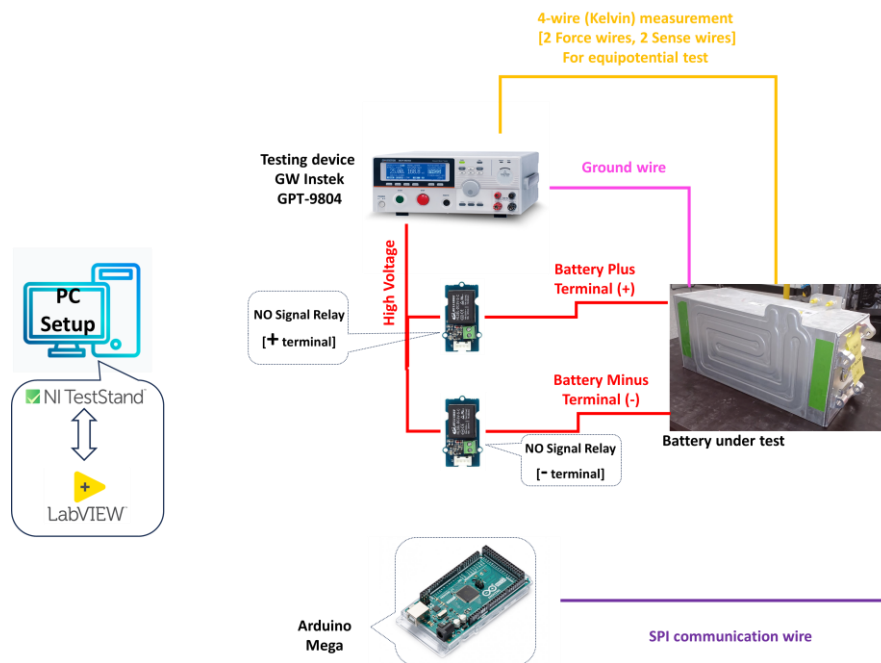 4-wire (Kelvin) measurement
[2 Force wires, 2 Sense wires]
For equipotential test
Testing device
GW Instek
GPT-9804
Ground wire
High Voltage
Battery Plus
Terminal (+)
NO Signal Relay
[+ terminal]
PC
Setup
NI TestStand
LabVIEW
Battery Minus
Terminal (-)
NO Signal Relay
[- terminal]
Battery under test
Arduino
Mega
SPI communication wire